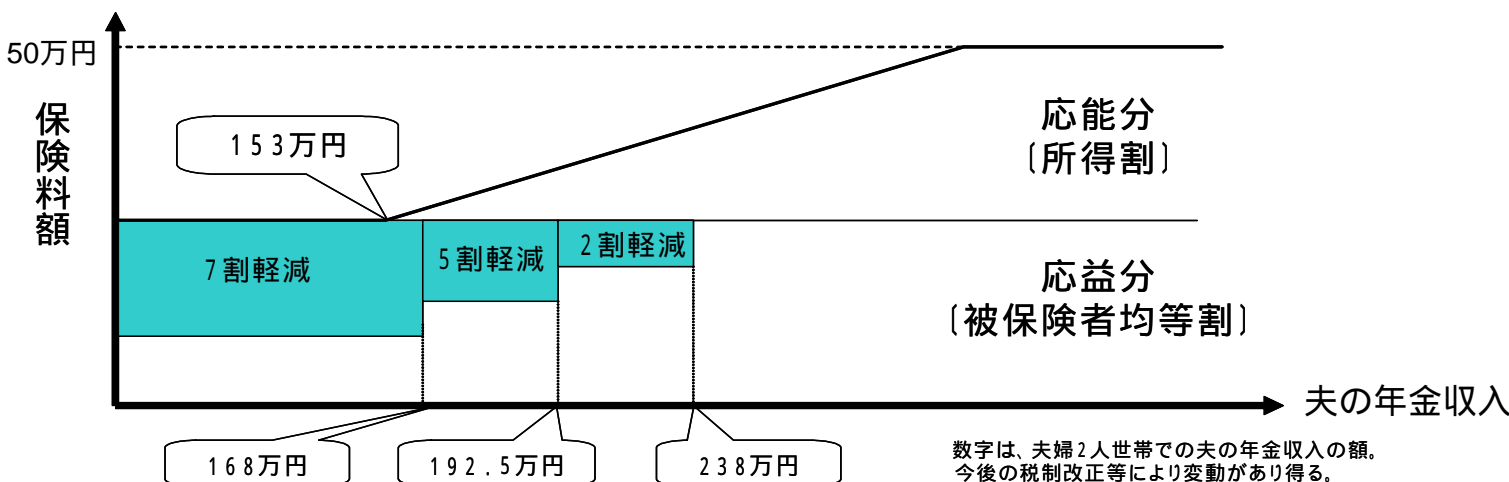 50万円
保険料額
153万円
応能分
(所得割)
7割軽減
5割軽減
2割軽減
応益分
(被保険者均等割)
夫の年金収入
168万円
192.5万円
238万円
数字は、夫婦2人世帯での夫の年金収入の額。
今後の税制改正等により変動があり得る。